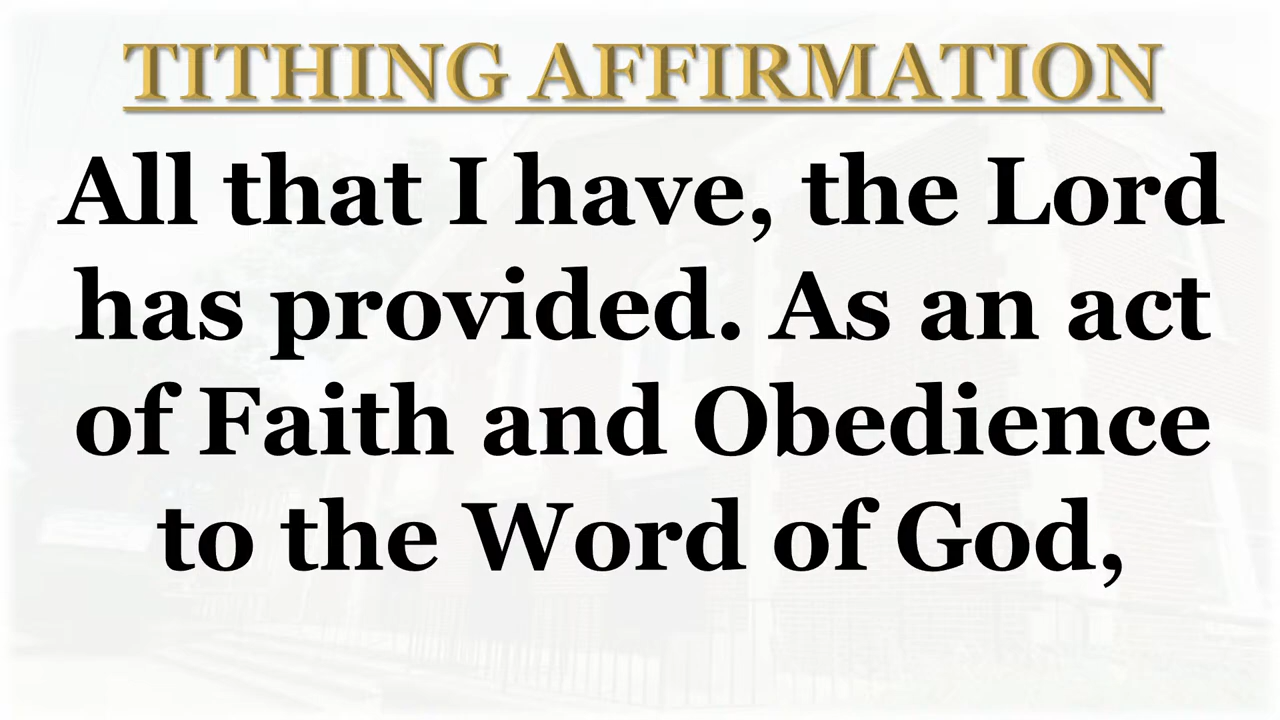 TITHING AFFIRMATION
All that I have, the Lord
has provided. As an act
of Faith and Obedience
to the Word of God,